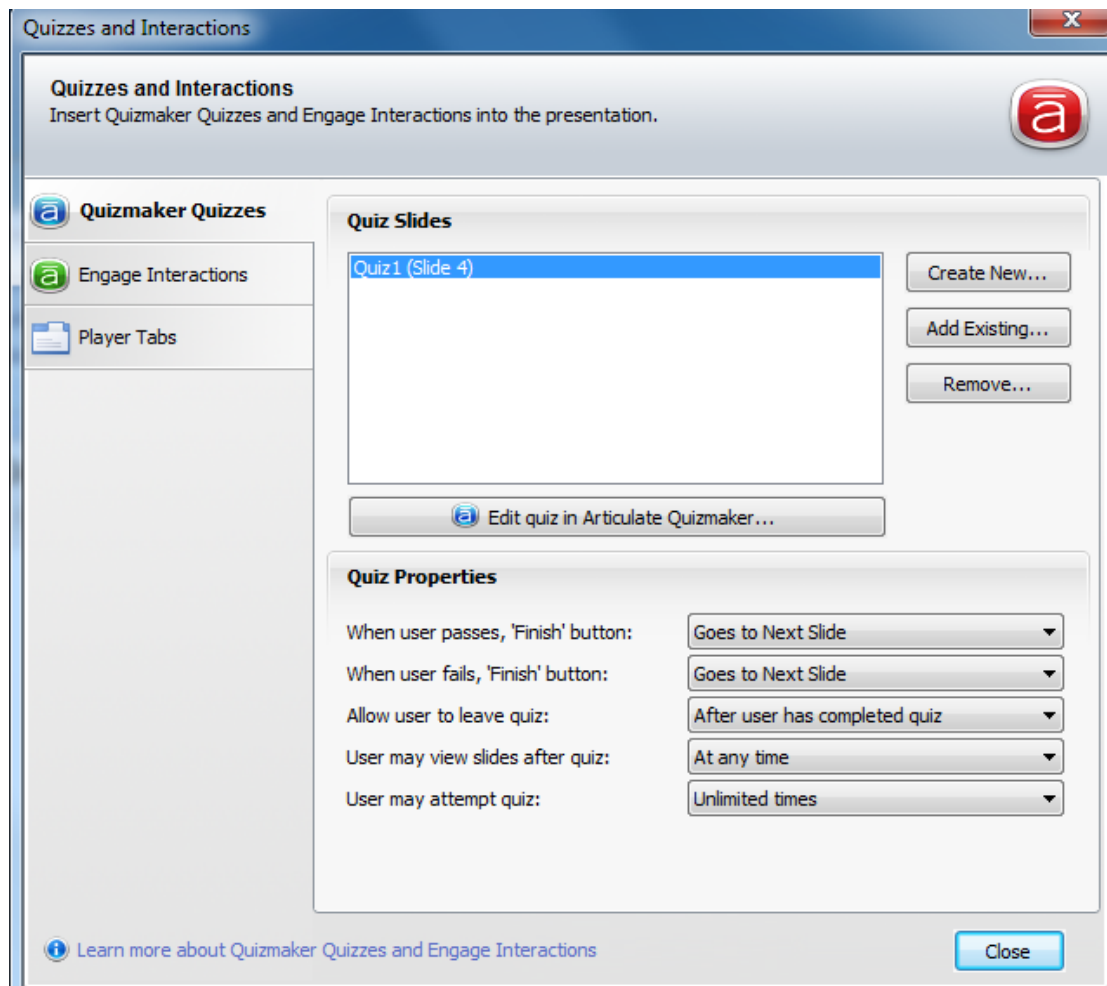 Quizzes and Interactions
Quizzes and Interactions
Insert Quizmaker Quizzes and Engage Interactions into the presentation.
Quizmaker Quizzes
Engage Interactions
Player Tabs
Quiz Slides
Quiz1 (Slide 4)
Create New...
Add Existing...
Remove...
Edit quiz in Articulate Quizmaker...
Quiz Properties
When user passes, 'Finish' button: Goes to Next Slide
When user fails, 'Finish' button: Goes to Next Slide
Allow user to leave quiz: After user has completed quiz
User may view slides after quiz: At any time
User may attempt quiz: Unlimited times
Learn more about Quizmaker Quizzes and Engage Interactions
Close